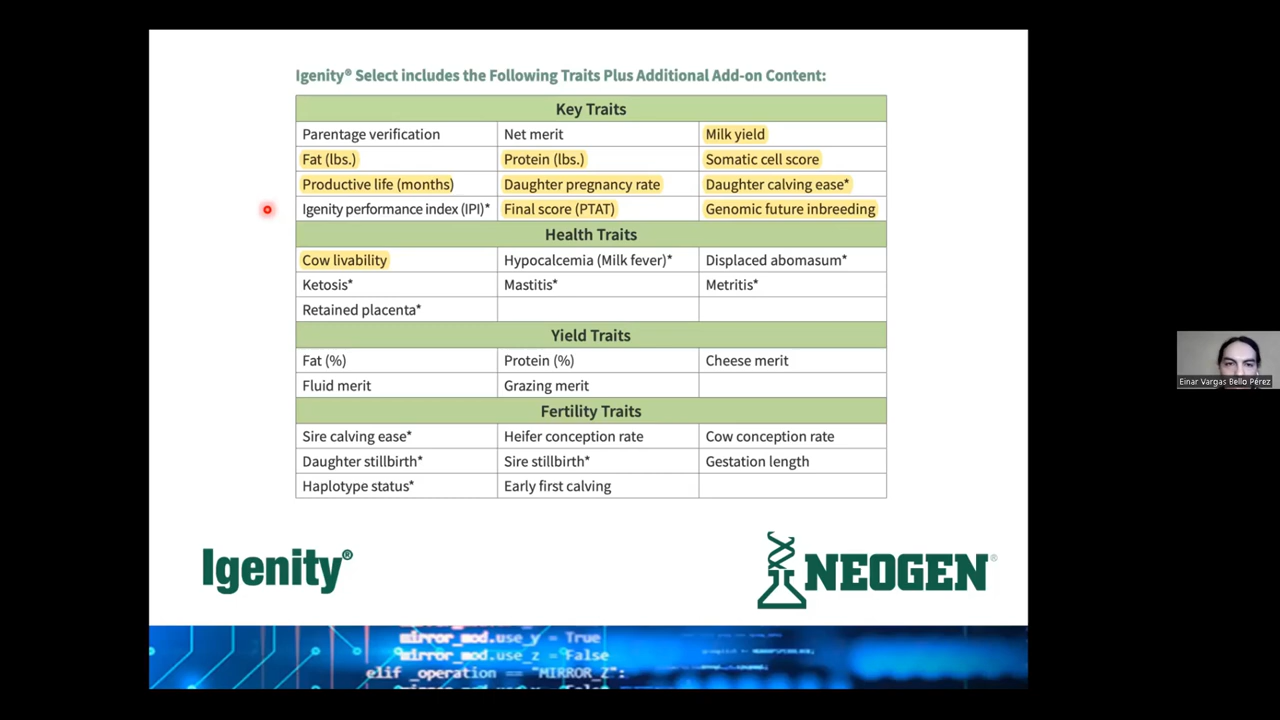 Igenity® Select includes the Following Traits Plus Additional Add-on Content:
Key Traits
Parentage verification Net merit Milk yield
Fat (lbs.) Protein (lbs.) Somatic cell score
Productive life (months) Daughter pregnancy rate Daughter calving ease*
Igenity performance index (IPI)* Final score (PTAT) Genomic future inbreeding
Health Traits
Cow livability Hypocalcemia (Milk fever)* Displaced abomasum*
Ketosis* Mastitis* Metritis*
Retained placenta*
Yield Traits
Fat (%) Protein (%) Cheese merit
Fluid merit Grazing merit
Fertility Traits
Sire calving ease* Heifer conception rate Cow conception rate
Daughter stillbirth* Sire stillbirth* Gestation length
Haplotype status* Early first calving
Einar Vargas Bello Pérez
Igenity® NEOGEN®
mirror_mod.use_y = True
mirror_mod.use_z = False
elif _operation == "MIRROR_Z":